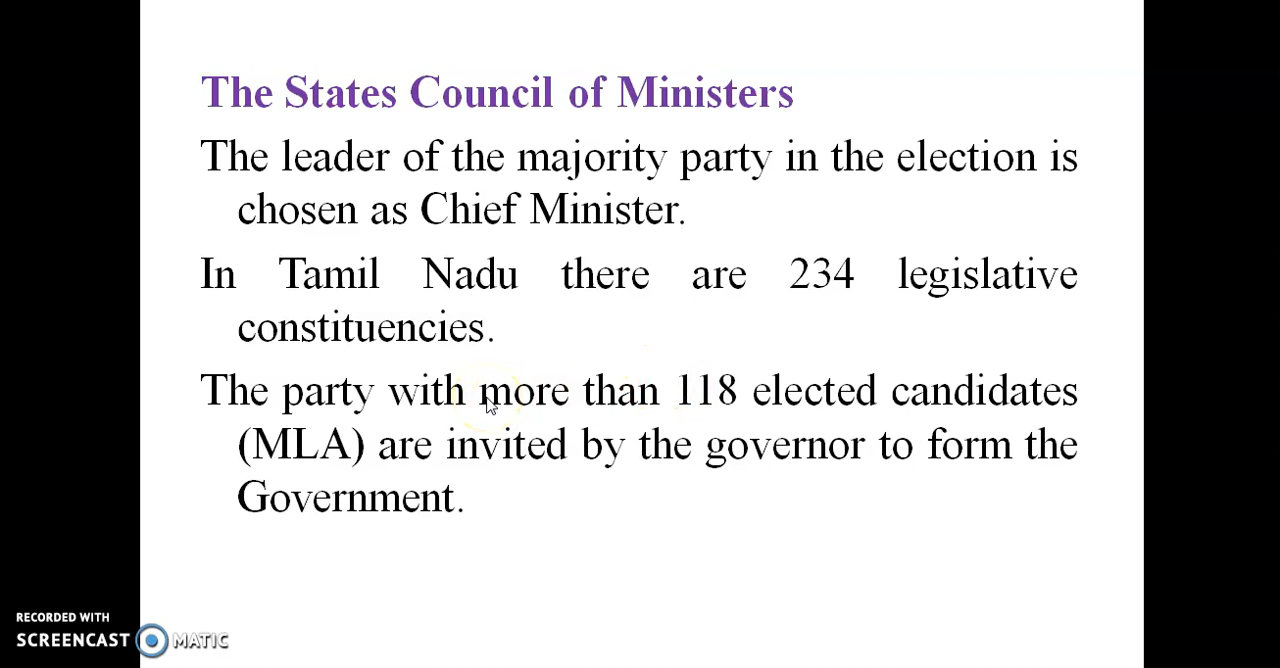 The States Council of Ministers
The leader of the majority party in the election is
chosen as Chief Minister.
In Tamil Nadu there are 234 legislative
constituencies.
The party with more than 118 elected candidates
(MLA) are invited by the governor to form the
Government.
RECORDED WITH
SCREENCAST MATIC